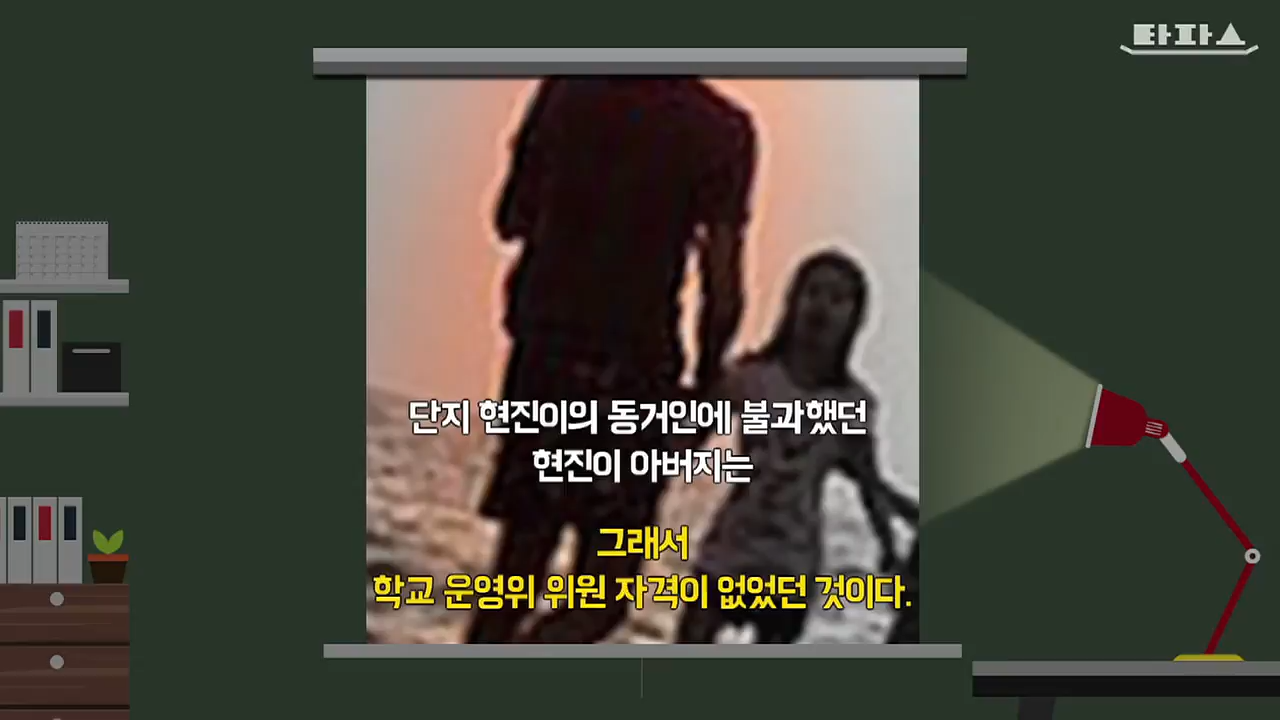 타파스
단지 현진이의 동거인에 불과했던
현진이 아버지는
그래서
학교 운영위 위원 자격이 없었던 것이다.